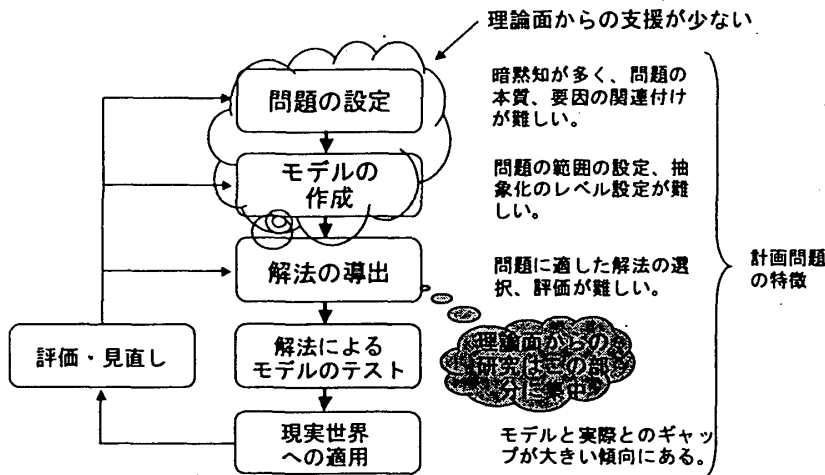 理論面からの支援が少ない
問題の設定
暗黙知が多く、問題の
本質、要因の関連付け
が難しい。
モデルの
作成
問題の範囲の設定、抽
象化のレベル設定が難
しい。
解法の導出
問題に適した解法の選
択、評価が難しい。
計画問題
の特徴
評価・見直し
解法による
モデルのテスト
理論面からの
研究はこの部
分に集中
現実世界
への適用
モデルと実際とのギャッ
プが大きい傾向にある。